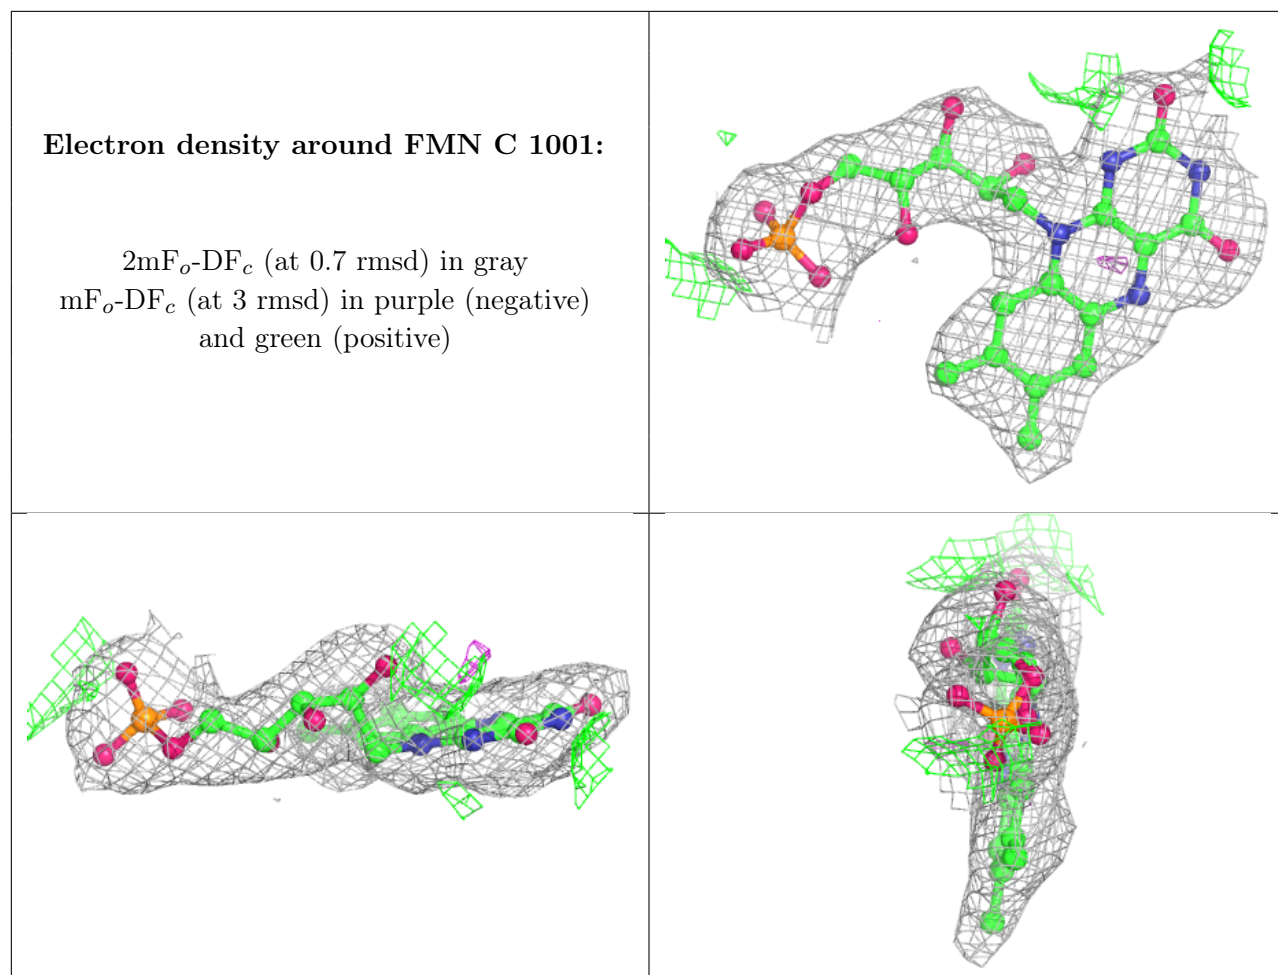 Electron density around FMN C 1001:
2mFo-DFc (at 0.7 rmsd) in gray
mFo-DFc (at 3 rmsd) in purple (negative)
and green (positive)